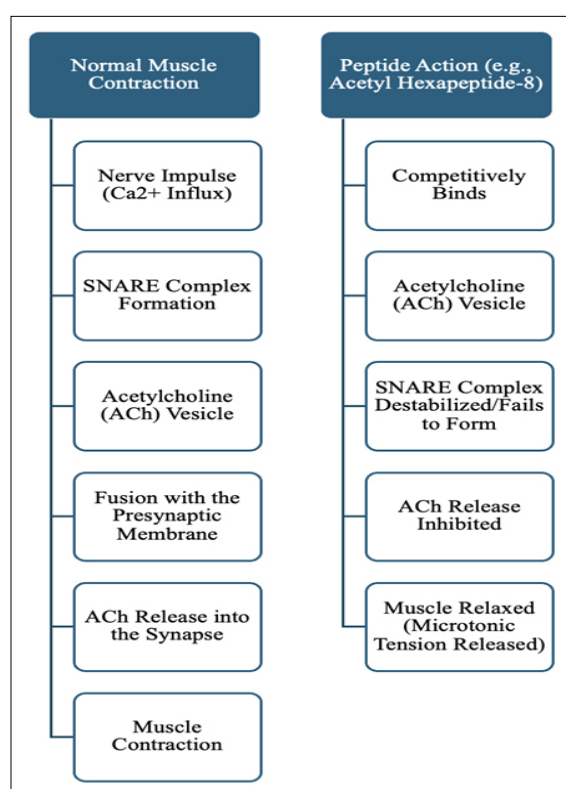 Normal Muscle
Contraction
Nerve Impulse
(Ca2+ Influx)
SNARE Complex
Formation
Acetylcholine
(ACh) Vesicle
Fusion with the
Presynaptic
Membrane
ACh Release into
the Synapse
Muscle
Contraction
Peptide Action (e.g.,
Acetyl Hexapeptide-8)
Competitively
Binds
Acetylcholine
(ACh) Vesicle
SNARE Complex
Destabilized/Fails
to Form
ACh Release
Inhibited
Muscle Relaxed
(Microtonic
Tension Released)